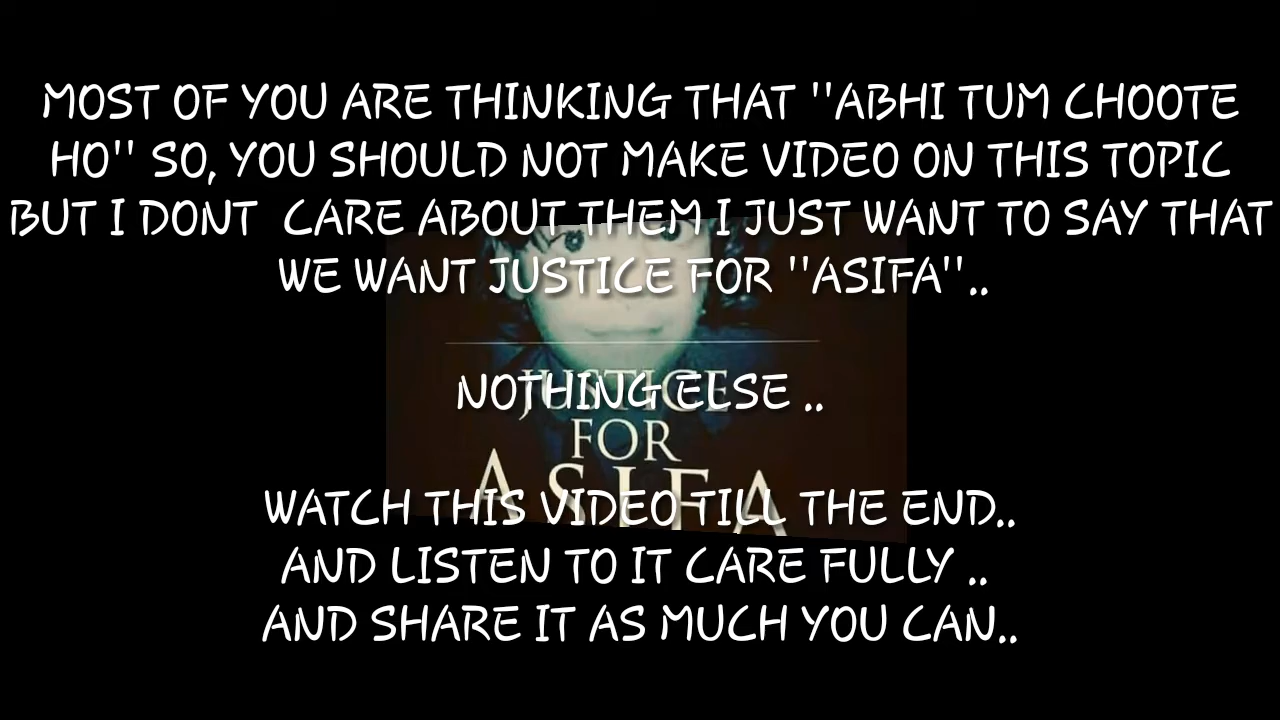 MOST OF YOU ARE THINKING THAT "ABHI TUM CHOOTE
HO" SO, YOU SHOULD NOT MAKE VIDEO ON THIS TOPIC
BUT I DONT CARE ABOUT THEM I JUST WANT TO SAY THAT
WE WANT JUSTICE FOR "ASIFA"..
NOTHING ELSE ..
JUSTICE
FOR
ASIFA
WATCH THIS VIDEO TILL THE END..
AND LISTEN TO IT CARE FULLY ..
AND SHARE IT AS MUCH YOU CAN..